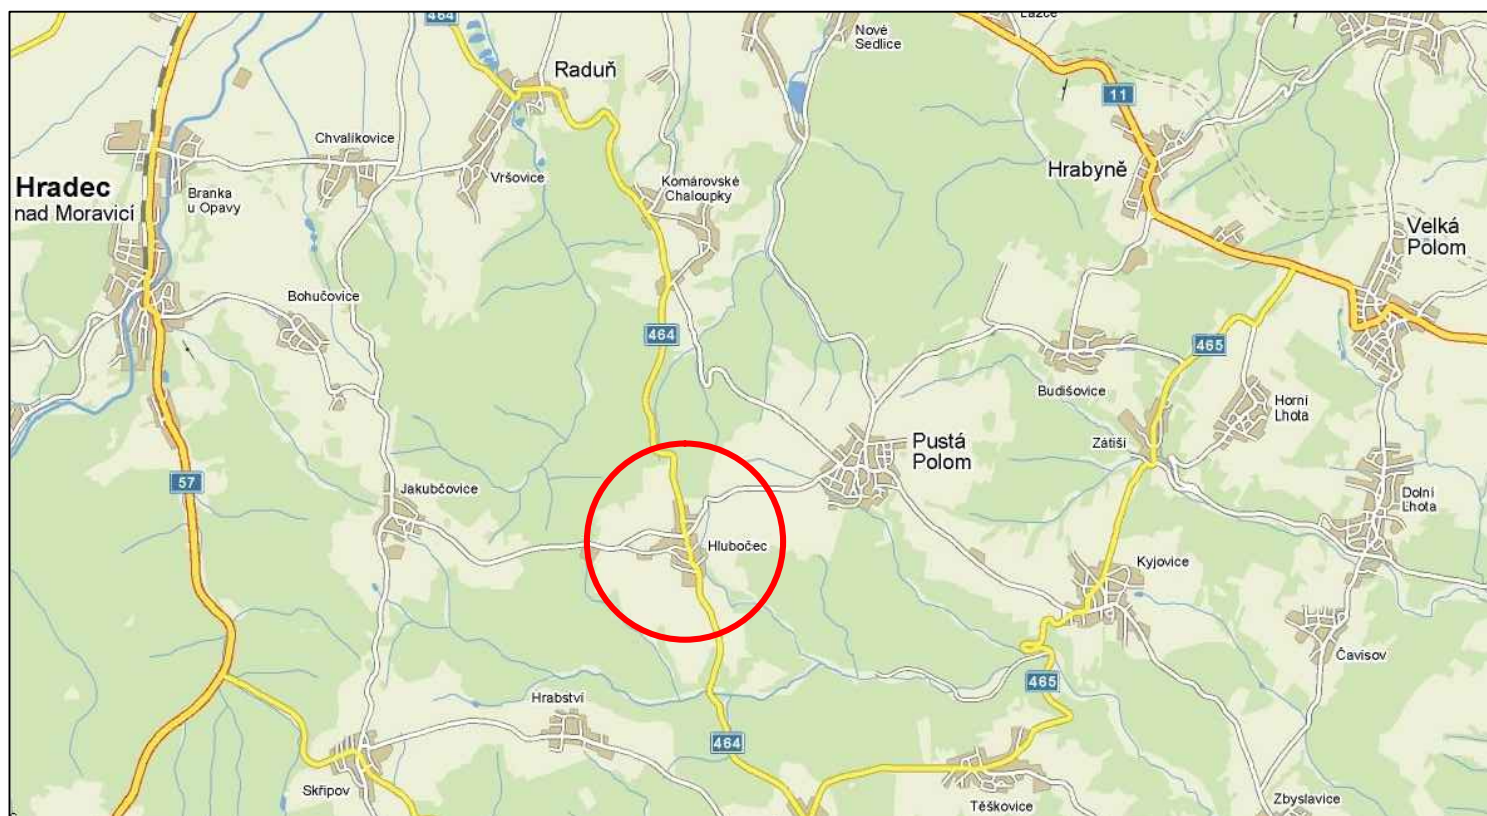 464
Lazce
Nové
Sedlice
Raduň
11
Chvalíkovice
Hrabyně
Vršovice
Komárovské
Chaloupky
Hradec
nad Moravicí
Branka
u Opavy
Velká
Polom
Bohučovice
464
465
Budišovice
Horní
Lhota
Zátiší
Pustá
Polom
57
Jakubčovice
Dolní
Lhota
Hlubočec
Kyjovice
Čavisov
465
Hrabství
464
Skřipov
Těškovice
Zbyslavice